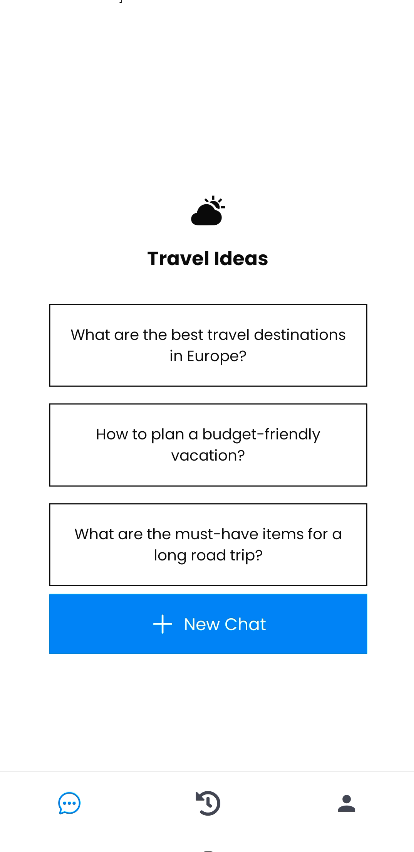 Travel Ideas
What are the best travel destinations
in Europe?
How to plan a budget-friendly
vacation?
What are the must-have items for a
long road trip?
New Chat